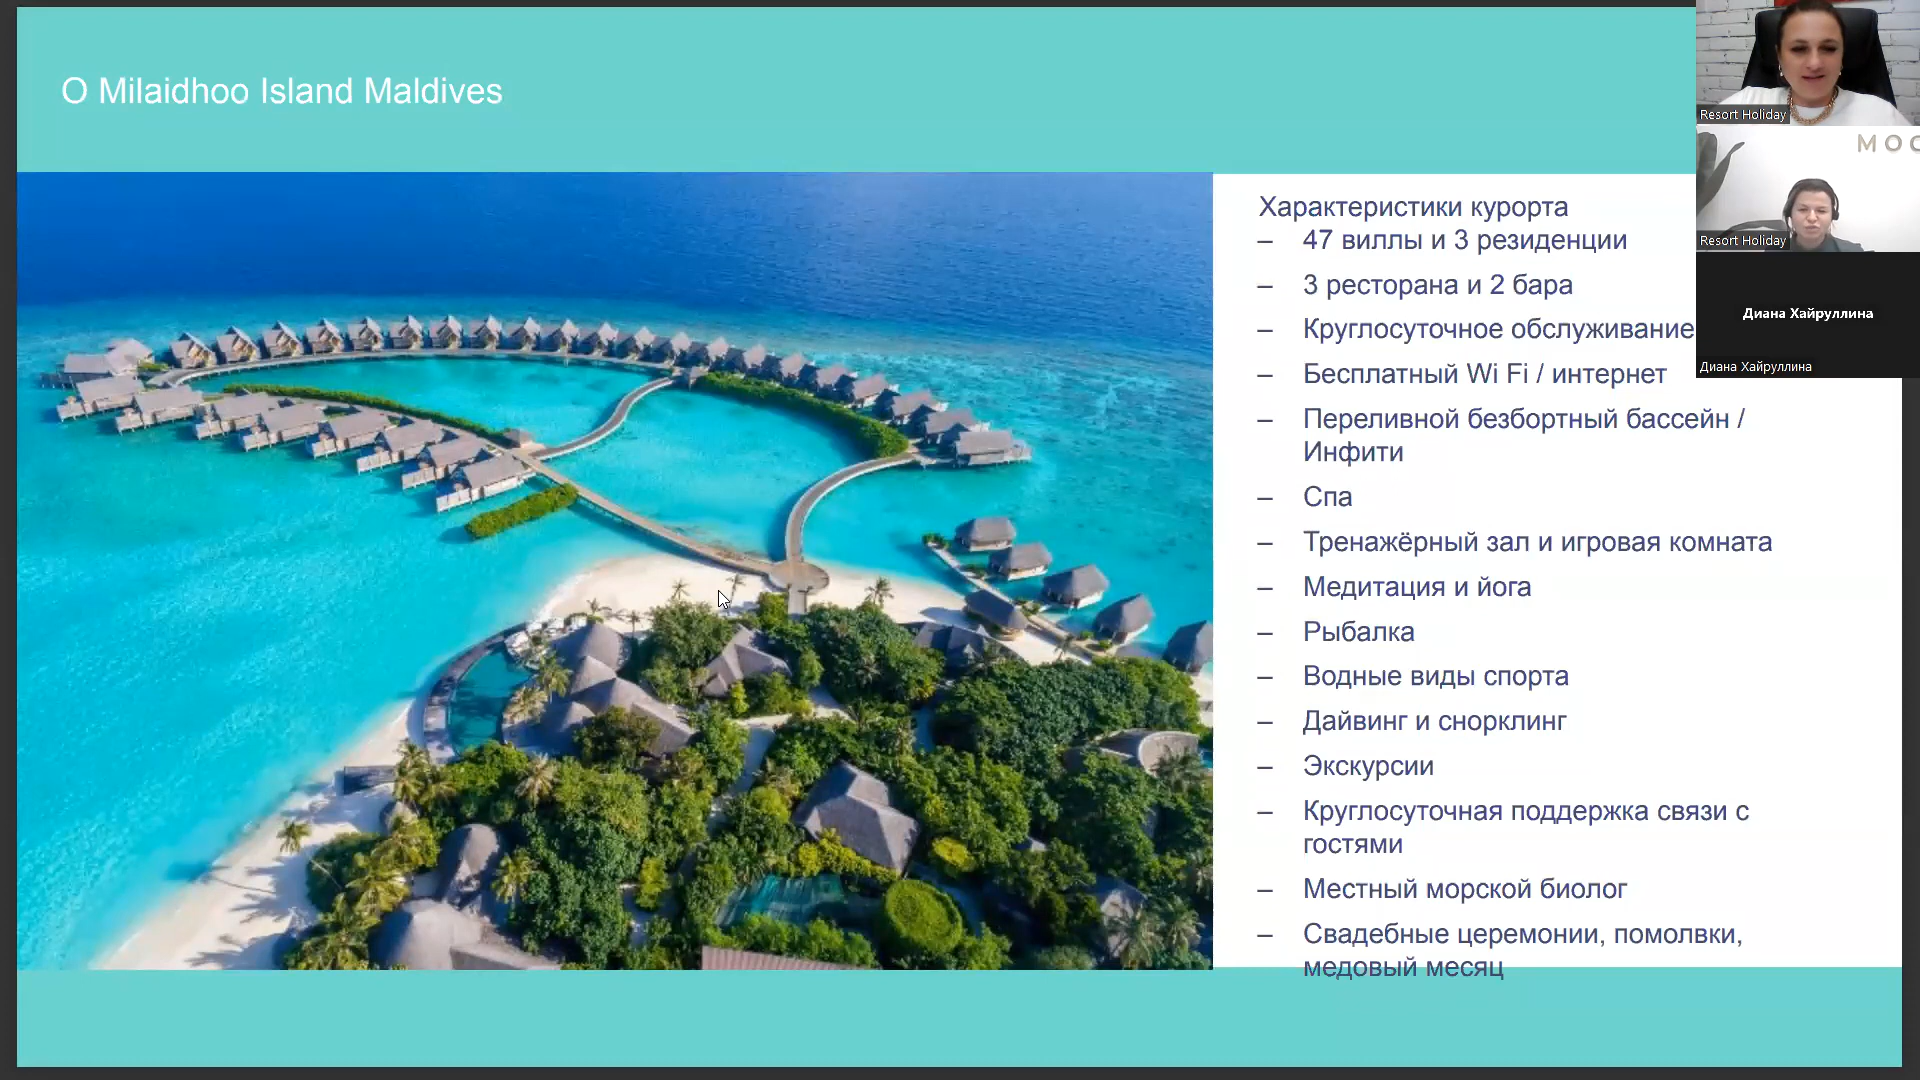 О Milaidhoo Island Maldives
Характеристики курорта
– 47 виллы и 3 резиденции
– 3 ресторана и 2 бара
– Круглосуточное обслуживание
– Бесплатный Wi Fi / интернет
– Переливной безбортный бассейн /
Инфити
– Спа
– Тренажёрный зал и игровая комната
– Медитация и йога
– Рыбалка
– Водные виды спорта
– Дайвинг и снорклинг
– Экскурсии
– Круглосуточная поддержка связи с
гостями
– Местный морской биолог
– Свадебные церемонии, помолвки,
медовый месяц
Resort Holiday
Resort Holiday
Диана Хайруллина
Диана Хайруллина